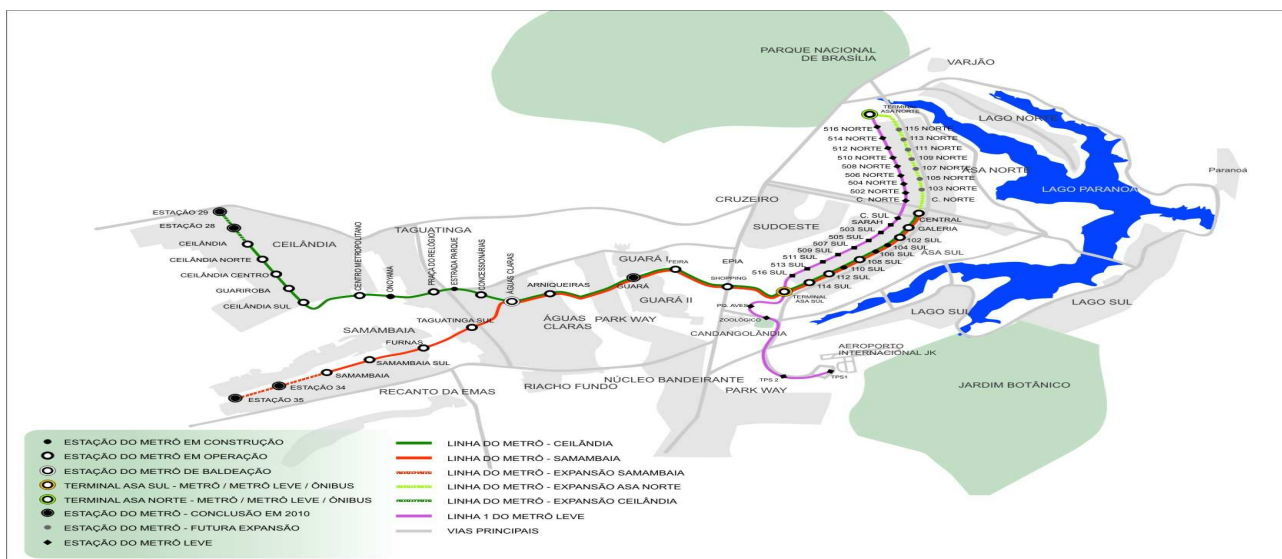 PARQUE NACIONAL
DE BRASÍLIA
VARJÃO
TERMINAL
ASA NORTE
LAGO NORTE
516 NORTE
115 NORTE
514 NORTE
113 NORTE
512 NORTE
111 NORTE
510 NORTE
109 NORTE
508 NORTE
107 NORTE
ASA NORTE
506 NORTE
105 NORTE
504 NORTE
103 NORTE
502 NORTE
C. NORTE
C. NORTE
Paranoá
LAGO PARANOA
CRUZEIRO
SUDOESTE
C. SUL
SARAH
503 SUL
505 SUL
507 SUL
509 SUL
511 SUL
513 SUL
516 SUL
CENTRAL
GALERIA
102 SUL
104 SUL
106 SUL
108 SUL
110 SUL
112 SUL
114 SUL
ASA SUL
TERMINAL
ASA SUL
ESTAÇÃO 29
ESTAÇÃO 28
CEILÂNDIA
CEILÂNDIA
CEILÂNDIA NORTE
CEILÂNDIA CENTRO
GUARIROBA
CEILÂNDIA SUL
CENTRO METROPOLITANO
ONOYAMA
TAGUATINGA
PRAÇA DO RELÓGIO
ESTRADA PARQUE
CONCESSIONÁRIAS
ÁGUAS CLARAS
ARNIQUEIRAS
GUARÁ I
FEIRA
GUARÁ
EPIA
SHOPPING
GUARÁ II
ÁGUAS
CLARAS
PARK WAY
PQ. AVES
ZOOLÓGICO
CANDANGOLÂNDIA
LAGO SUL
LAGO SUL
AEROPORTO
INTERNACIONAL JK
TPS 2
TPS1
TAGUATINGA SUL
SAMAMBAIA
FURNAS
SAMAMBAIA SUL
SAMAMBAIA
ESTAÇÃO 34
ESTAÇÃO 35
RECANTO DA EMAS
RIACHO FUNDO
NÚCLEO BANDEIRANTE
PARK WAY
JARDIM BOTÂNICO
ESTAÇÃO DO METRÔ EM CONSTRUÇÃO
ESTAÇÃO DO METRÔ EM OPERAÇÃO
ESTAÇÃO DO METRÔ DE BALDEAÇÃO
TERMINAL ASA SUL - METRÔ / METRÔ LEVE / ÔNIBUS
TERMINAL ASA NORTE - METRÔ / METRÔ LEVE / ÔNIBUS
ESTAÇÃO DO METRÔ - CONCLUSÃO EM 2010
ESTAÇÃO DO METRÔ - FUTURA EXPANSÃO
ESTAÇÃO DO METRÔ LEVE
LINHA DO METRÔ - CEILÂNDIA
LINHA DO METRÔ - SAMAMBAIA
LINHA DO METRÔ - EXPANSÃO SAMAMBAIA
LINHA DO METRÔ - EXPANSÃO ASA NORTE
LINHA DO METRÔ - EXPANSÃO CEILÂNDIA
LINHA 1 DO METRÔ LEVE
VIAS PRINCIPAIS